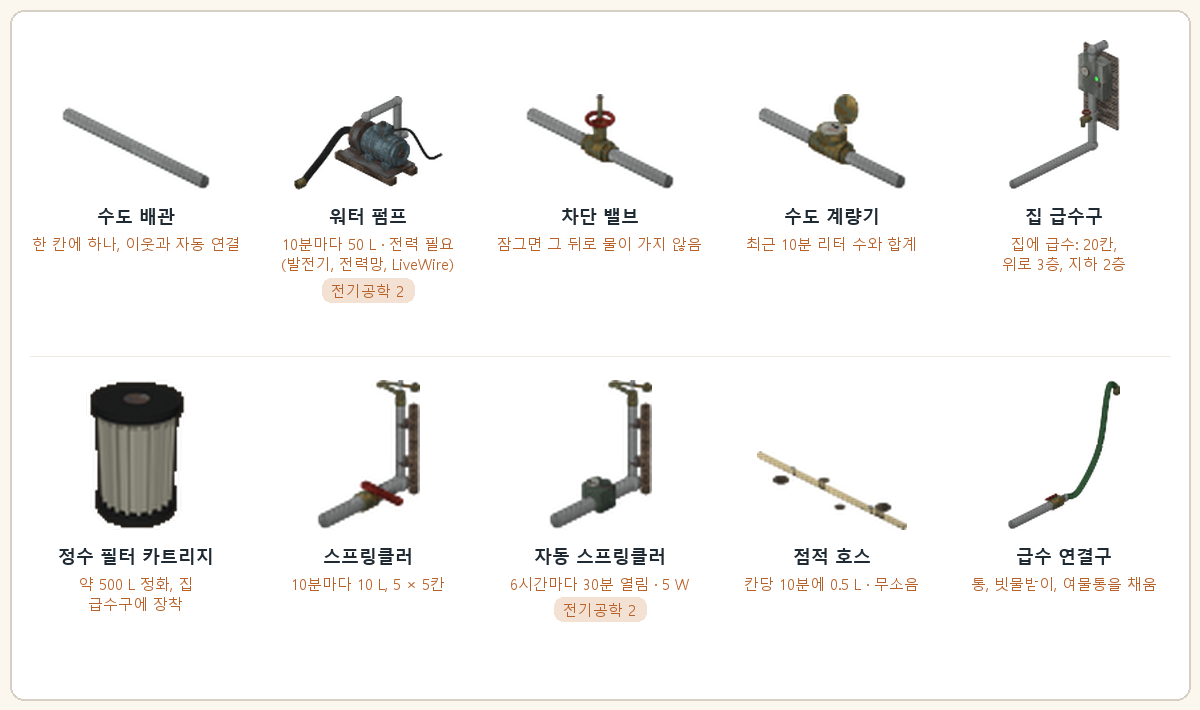 수도 배관
한 칸에 하나, 이웃과 자동 연결
워터 펌프
10분마다 50 L · 전력 필요
(발전기, 전력망, LiveWire)
전기공학 2
차단 밸브
잠그면 그 뒤로 물이 가지 않음
수도 계량기
최근 10분 리터 수와 합계
집 급수구
집에 급수: 20칸,
위로 3층, 지하 2층
정수 필터 카트리지
약 500 L 정화, 집
급수구에 장착
스프링클러
10분마다 10 L, 5 × 5칸
자동 스프링클러
6시간마다 30분 열림 · 5 W
전기공학 2
점적 호스
칸당 10분에 0.5 L · 무소음
급수 연결구
통, 빗물받이, 여물통을 채움